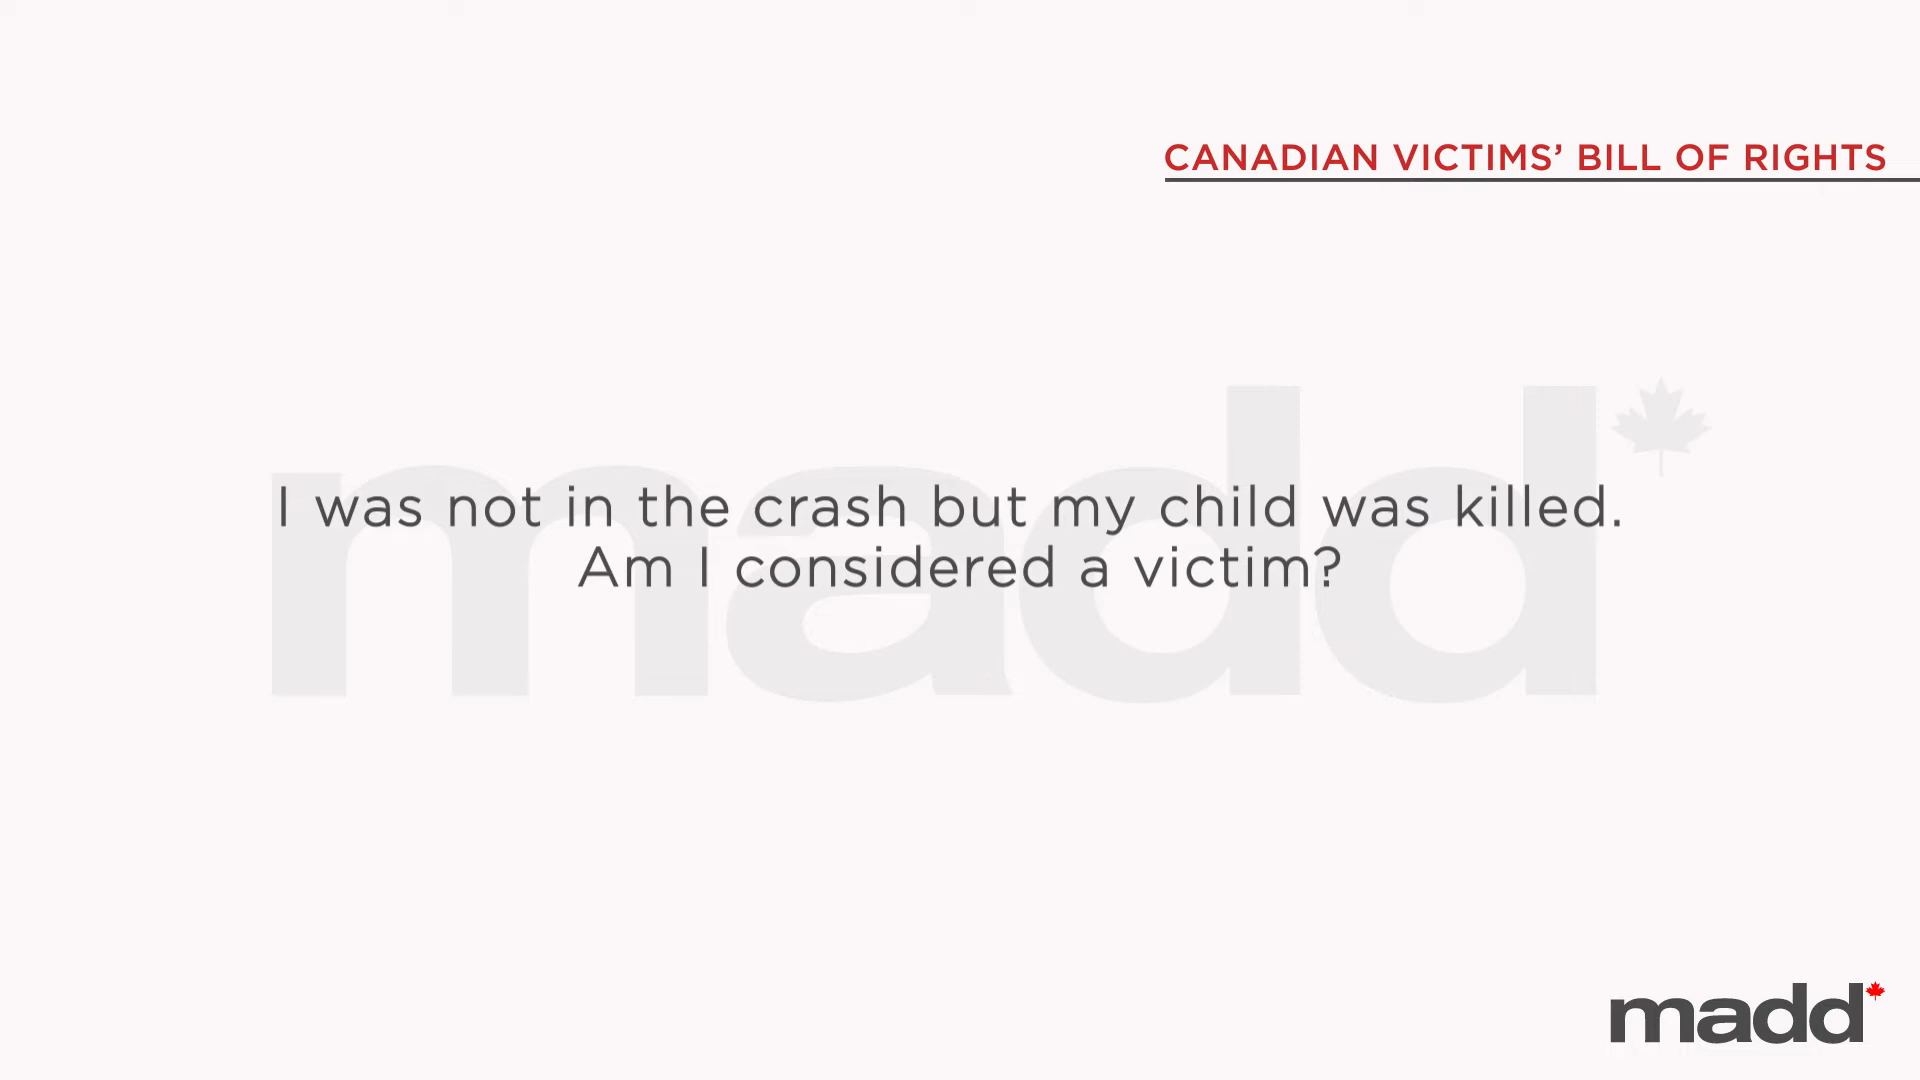 CANADIAN VICTIMS’ BILL OF RIGHTS
madd
I was not in the crash but my child was killed.
Am I considered a victim?
madd